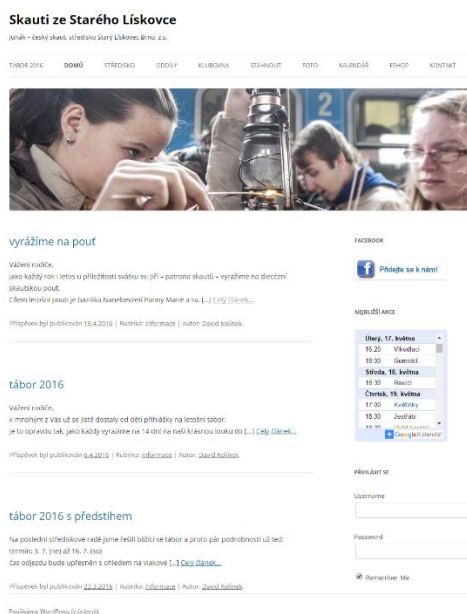 Skauti ze Starého Lískovce
Junák – český skaut, středisko Starý Lískovec Brno, z.s.
TÁBOR 2016 DOMŮ STŘEDISKO ODDÍLY KLUBOVNA STÁHNOUT FOTO KALENDÁŘ ESHOP KONTAKT
2
vyrážíme na pouť
Vážení rodiče,
jako každý rok i letos u příležitosti svátku sv. Jiří – patrona skautů – vyrážíme na diecézní
skautskou pouť.
Cílem letošní pouti je bazilika Nanebevzetí Panny Marie a sv. [...] Celý článek...
Příspěvek byl publikován 18.4.2016 | Rubrika: Informace | Autor: David Kolínek.
tábor 2016
Vážení rodiče,
k mnohým z Vás už se jistě dostaly od dětí přihlášky na letošní tábor.
Je to opravdu tak, jako každý vyrazíme na 14 dní na naši krásnou louku do [...] Celý článek...
Příspěvek byl publikován 6.4.2016 | Rubrika: Informace | Autor: David Kolínek.
tábor 2016 s předstihem
Na poslední střediskové radě jsme řešili blížící se tábor a proto pár podrobností už teď:
termín: 3. 7. (ne) až 16. 7. (so)
čas odjezdu bude upřesněn s ohledem na vlakové [...] Celý článek...
Příspěvek byl publikován 22.3.2016 | Rubrika: Informace | Autor: David Kolínek.
Používáme WordPress (v češtině).
FACEBOOK
Přidejte se k nám!
NEJBLIŽŠÍ AKCE
Úterý, 17. května
16:20 Vlkodlaci
18:00 Gumídci
Středa, 18. května
16:30
Čtvrtek, 19. května
17:00 Květinky
18:30 Jestřábi
Google Kalendář
PŘIHLÁSIT SE
Username
Password
Remember Me